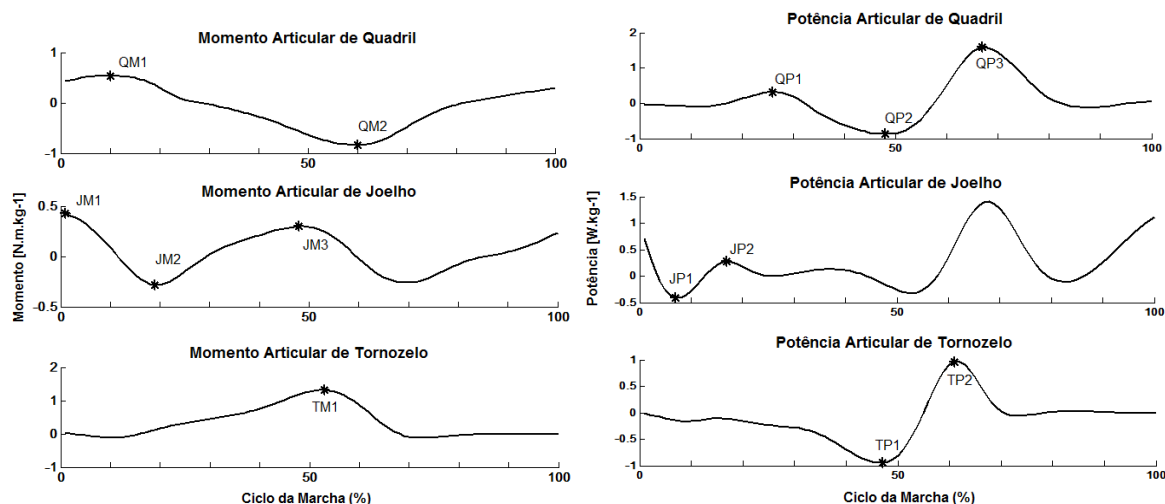 Momento Articular de Quadril
1
QM1
0
QM2
-1
0
50
100
Momento Articular de Joelho
0.5
JM1
0
JM2
JM3
-0.5
0
50
100
Momento Articular de Tornozelo
2
1
TM1
0
-1
0
50
100
Momento [N.m.kg-1]
Ciclo da Marcha (%)
Potência Articular de Quadril
2
QP3
1
QP1
0
QP2
-1
0
50
100
Potência Articular de Joelho
1.5
1
0.5
JP2
0
JP1
-0.5
0
50
100
Potência Articular de Tornozelo
1
TP2
0.5
0
-0.5
TP1
-1
0
50
100
Potência [W.kg-1]
Ciclo da Marcha (%)